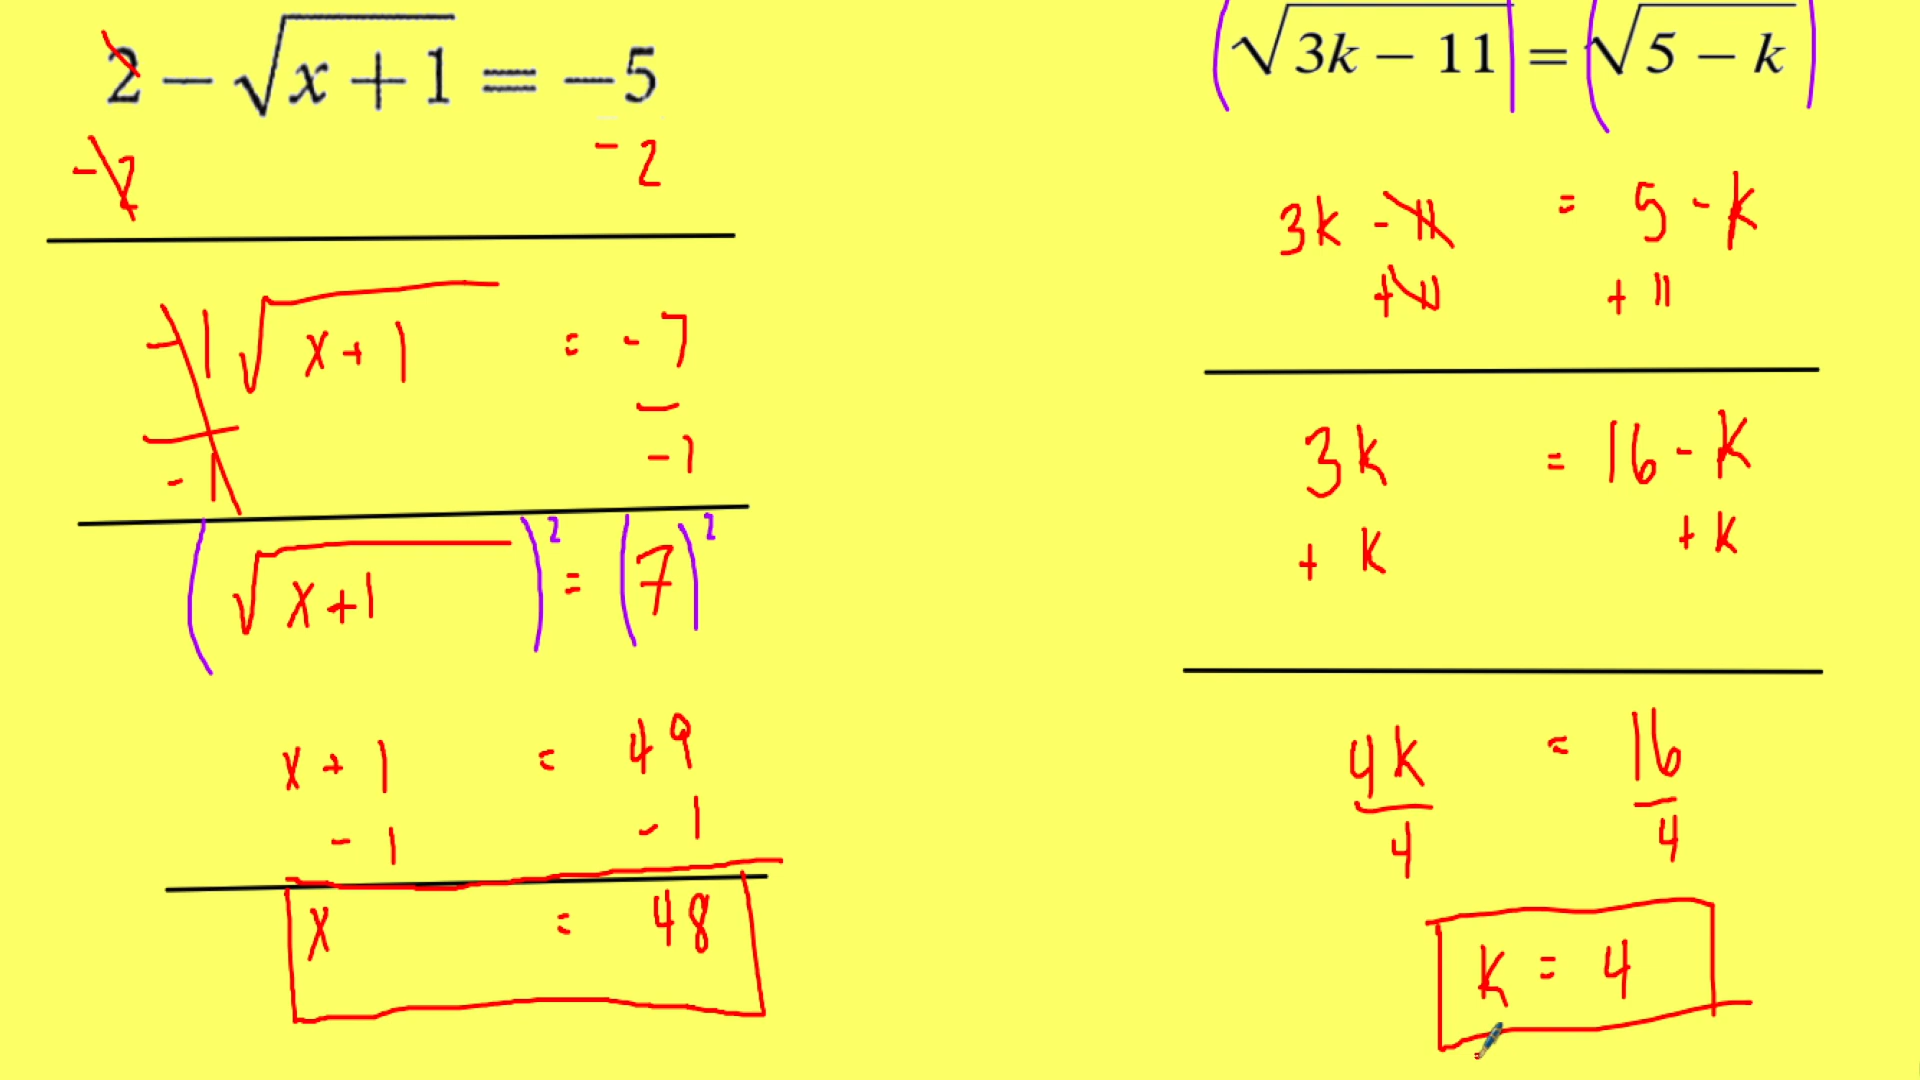 2 − √x + 1 = −5
-2 -2
-1 √x+1 = -7
-1 -1
(√x+1)² = (7)²
x + 1 = 49
- 1 - 1
x = 48
(√3k − 11) = (√5 − k)
3k - 11 = 5 - k
+ 11 + 11
3k = 16 - k
+ k + k
4k = 16
4 4
k = 4